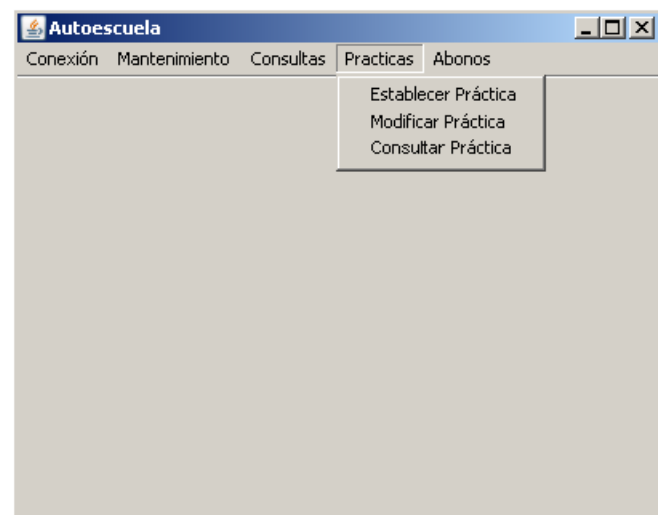 Autoescuela
Conexión Mantenimiento Consultas Practicas Abonos
Establecer Práctica
Modificar Práctica
Consultar Práctica